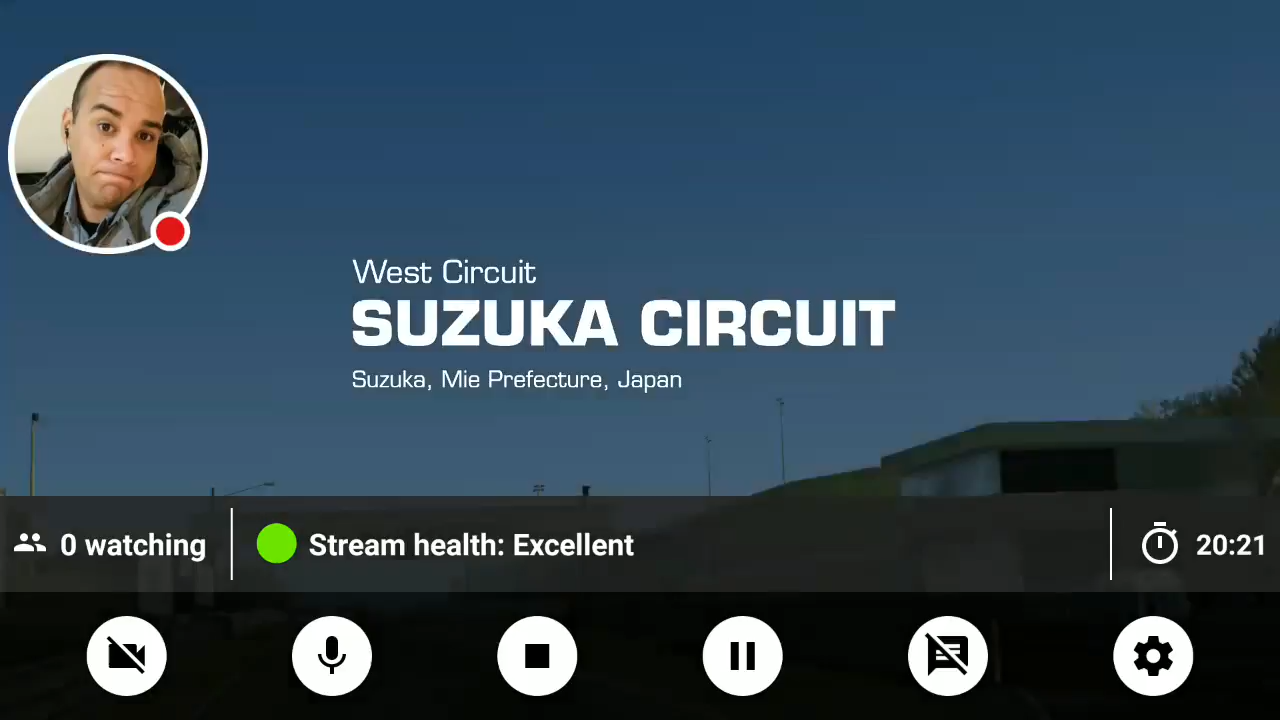 West Circuit
SUZUKA CIRCUIT
Suzuka, Mie Prefecture, Japan
0 watching
Stream health: Excellent
20:21